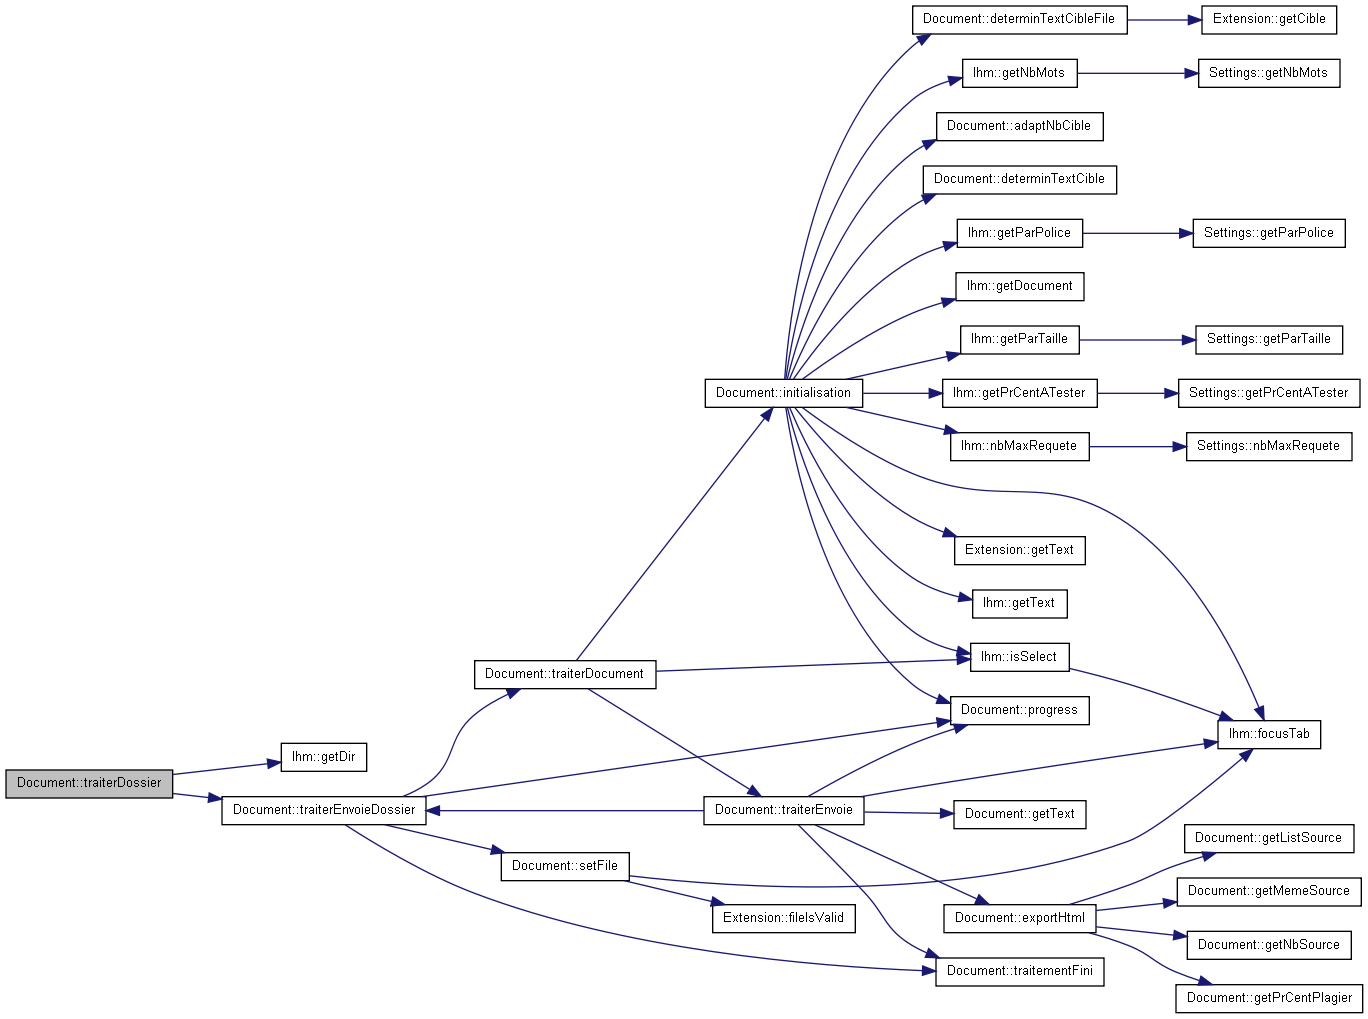 Document::determinTextCibleFile
Extension::getCible
Ihm::getNbMots
Settings::getNbMots
Document::adaptNbCible
Document::determinTextCible
Ihm::getParPolice
Settings::getParPolice
Ihm::getDocument
Ihm::getParTaille
Settings::getParTaille
Document::initialisation
Ihm::getPrCentATester
Settings::getPrCentATester
Ihm::nbMaxRequete
Settings::nbMaxRequete
Extension::getText
Ihm::getText
Ihm::isSelect
Document::traiterDocument
Document::progress
Ihm::focusTab
Ihm::getDir
Document::traiterDossier
Document::traiterEnvoieDossier
Document::traiterEnvoie
Document::getText
Document::getListSource
Document::setFile
Document::getMemeSource
Extension::fileIsValid
Document::exportHtml
Document::getNbSource
Document::traitementFini
Document::getPrCentPlagier